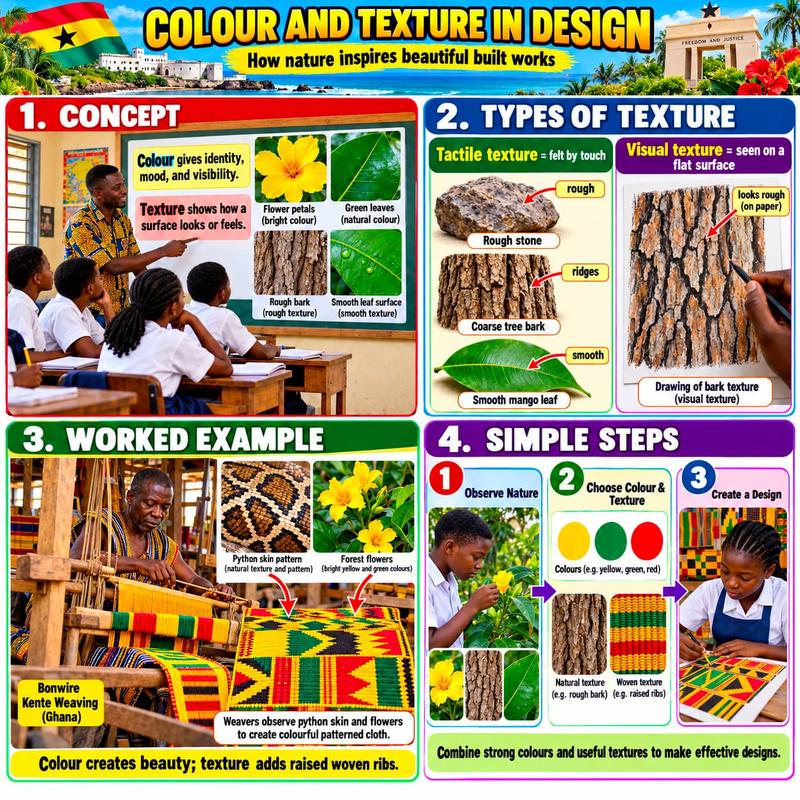 COLOUR AND TEXTURE IN DESIGN
How nature inspires beautiful built works
FREEDOM AND JUSTICE
1. CONCEPT
Colour gives identity,
mood, and visibility.
Texture shows how a
surface looks or feels.
Flower petals
(bright colour)
Green leaves
(natural colour)
Rough bark
(rough texture)
Smooth leaf surface
(smooth texture)
2. TYPES OF TEXTURE
Tactile texture = felt by touch
rough
Rough stone
ridges
Coarse tree bark
smooth
Smooth mango leaf
Visual texture = seen on a
flat surface
looks rough
(on paper)
Drawing of bark texture
(visual texture)
3. WORKED EXAMPLE
Python skin pattern
(natural texture and pattern)
Forest flowers
(bright yellow and green colours)
Bonwire
Kente Weaving
(Ghana)
Weavers observe python skin and flowers
to create colourful patterned cloth.
Colour creates beauty; texture adds raised woven ribs.
4. SIMPLE STEPS
1
Observe Nature
2
Choose Colour &
Texture
Colours (e.g. yellow, green, red)
Natural texture
(e.g. rough bark)
Woven texture
(e.g. raised ribs)
3
Create a Design
Combine strong colours and useful textures to make effective designs.